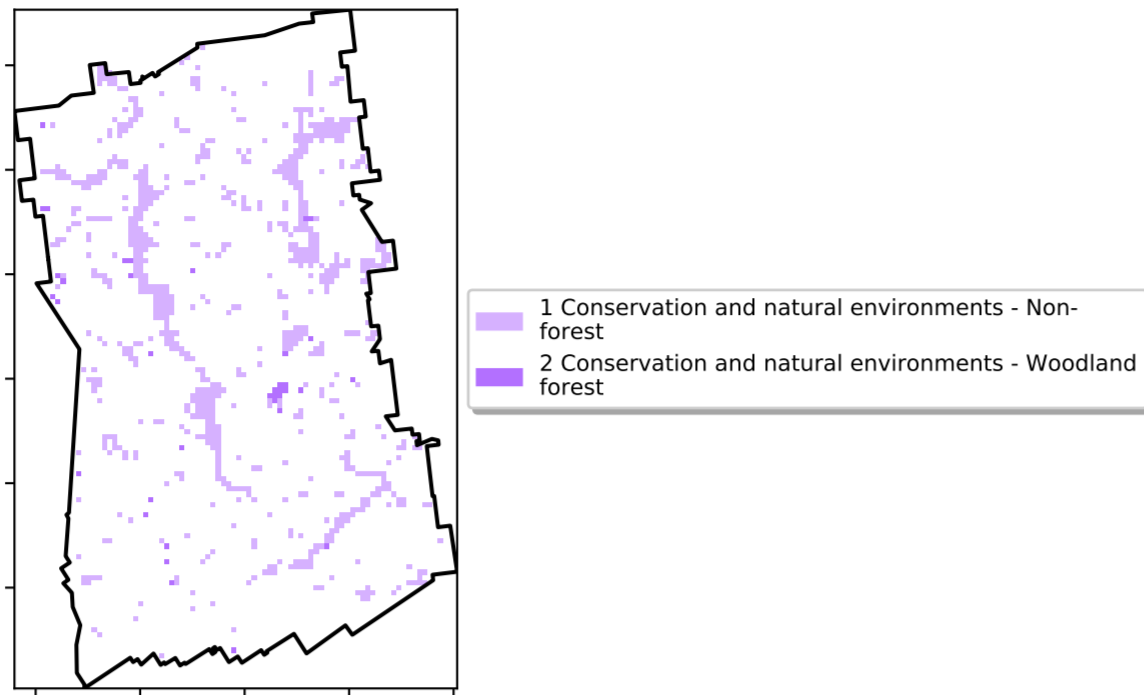 1 Conservation and natural environments - Non-
forest
2 Conservation and natural environments - Woodland
forest